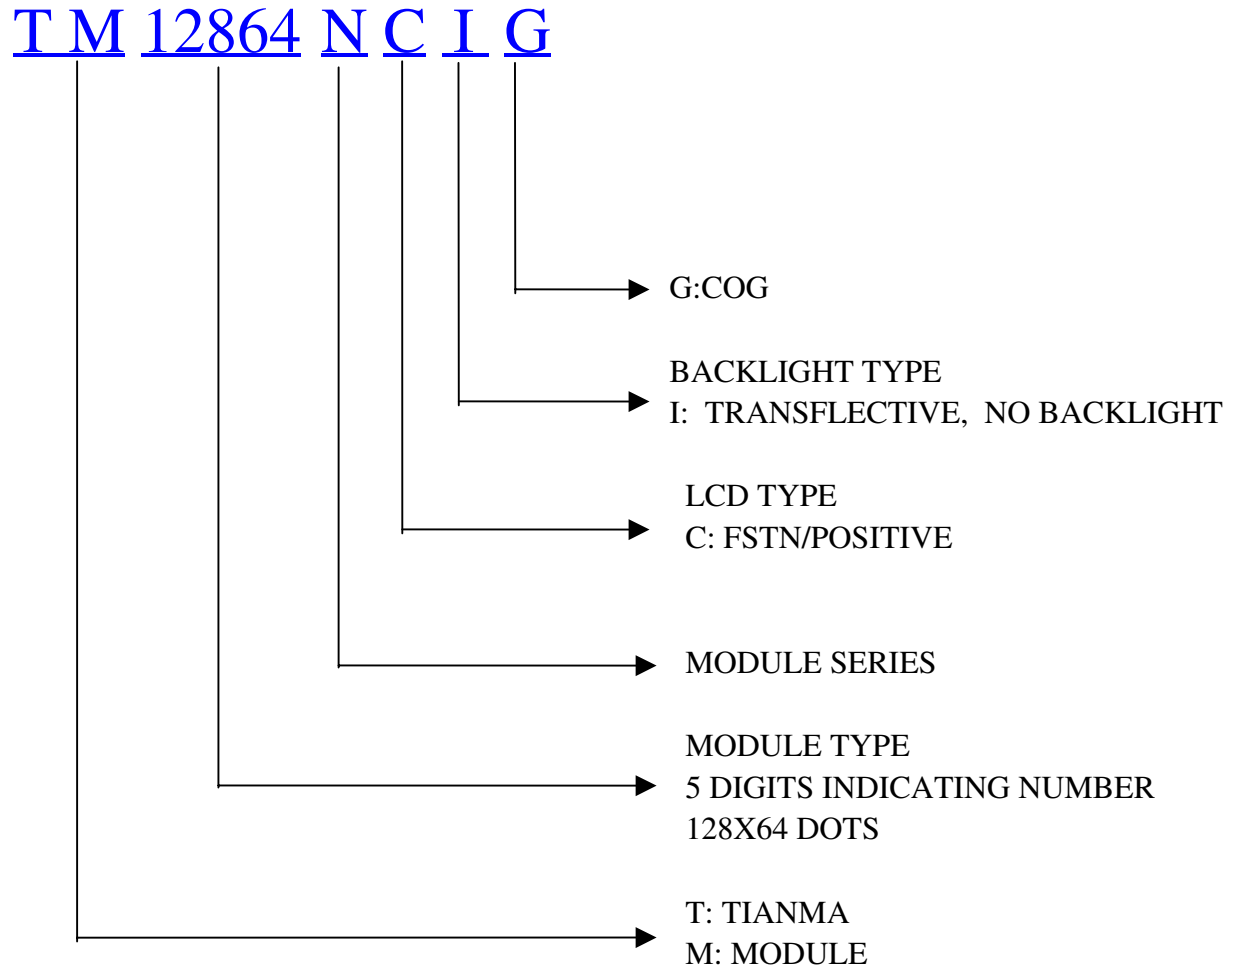 T M 12864 N C I G
G:COG
BACKLIGHT TYPE
I: TRANSFLECTIVE, NO BACKLIGHT
LCD TYPE
C: FSTN/POSITIVE
MODULE SERIES
MODULE TYPE
5 DIGITS INDICATING NUMBER
128X64 DOTS
T: TIANMA
M: MODULE